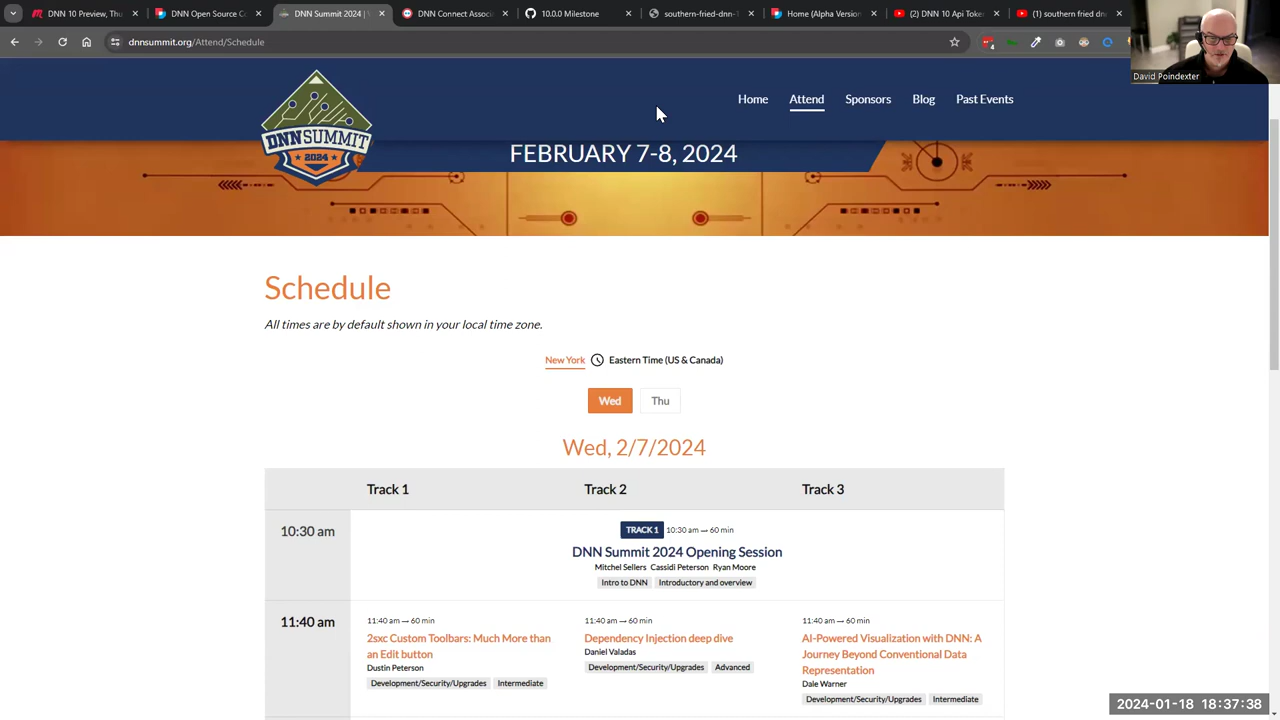 DNN 10 Preview, Thu
DNN Open Source C
DNN Summit 2024 |
DNN Connect Assoc
10.0.0 Milestone
southern-fried-dnn-
Home (Alpha Version
(2) DNN 10 Api Token
(1) southern fried dn
dnnsummit.org/Attend/Schedule
4
David Poindexter
DNNSUMMIT
2024
Home
Attend
Sponsors
Blog
Past Events
FEBRUARY 7-8, 2024
Schedule
All times are by default shown in your local time zone.
New York
Eastern Time (US & Canada)
Wed
Thu
Wed, 2/7/2024
Track 1
Track 2
Track 3
10:30 am
TRACK 1 10:30 am → 60 min
DNN Summit 2024 Opening Session
Mitchel Sellers Cassidi Peterson Ryan Moore
Intro to DNN Introductory and overview
11:40 am
11:40 am → 60 min
2sxc Custom Toolbars: Much More than
an Edit button
Dustin Peterson
Development/Security/Upgrades Intermediate
11:40 am → 60 min
Dependency Injection deep dive
Daniel Valadas
Development/Security/Upgrades Advanced
11:40 am → 60 min
AI-Powered Visualization with DNN: A
Journey Beyond Conventional Data
Representation
Dale Warner
Development/Security/Upgrades Intermediate
2024-01-18 18:37:38